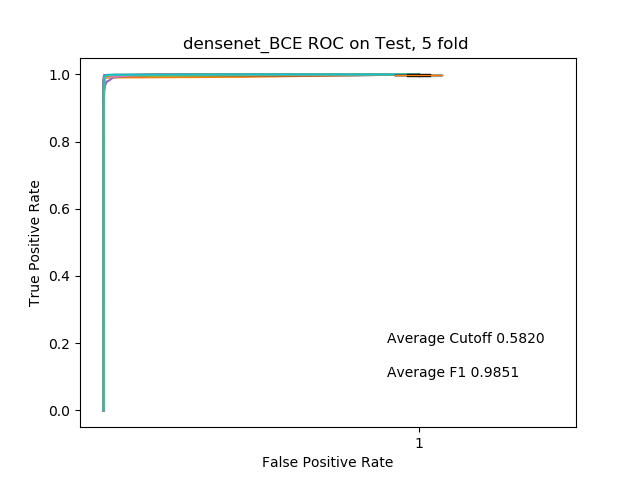 densenet_BCE ROC on Test, 5 fold
1.0
0.8
0.6
0.4
0.2
0.0
True Positive Rate
Average Cutoff 0.5820
Average F1 0.9851
1
False Positive Rate